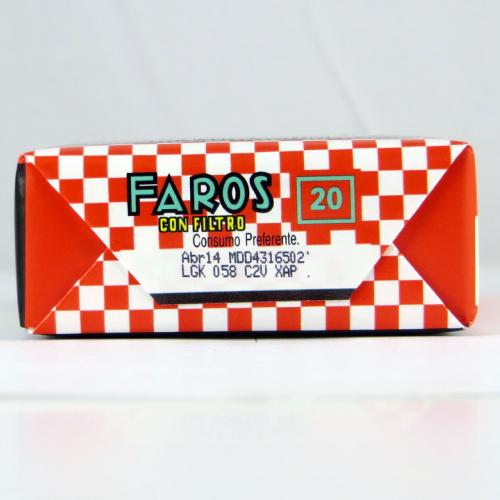 FAROS
20
CON FILTRO
Consumo Preferente.
Abr14 MDD4316502'
LGK 058 C2V XAP .